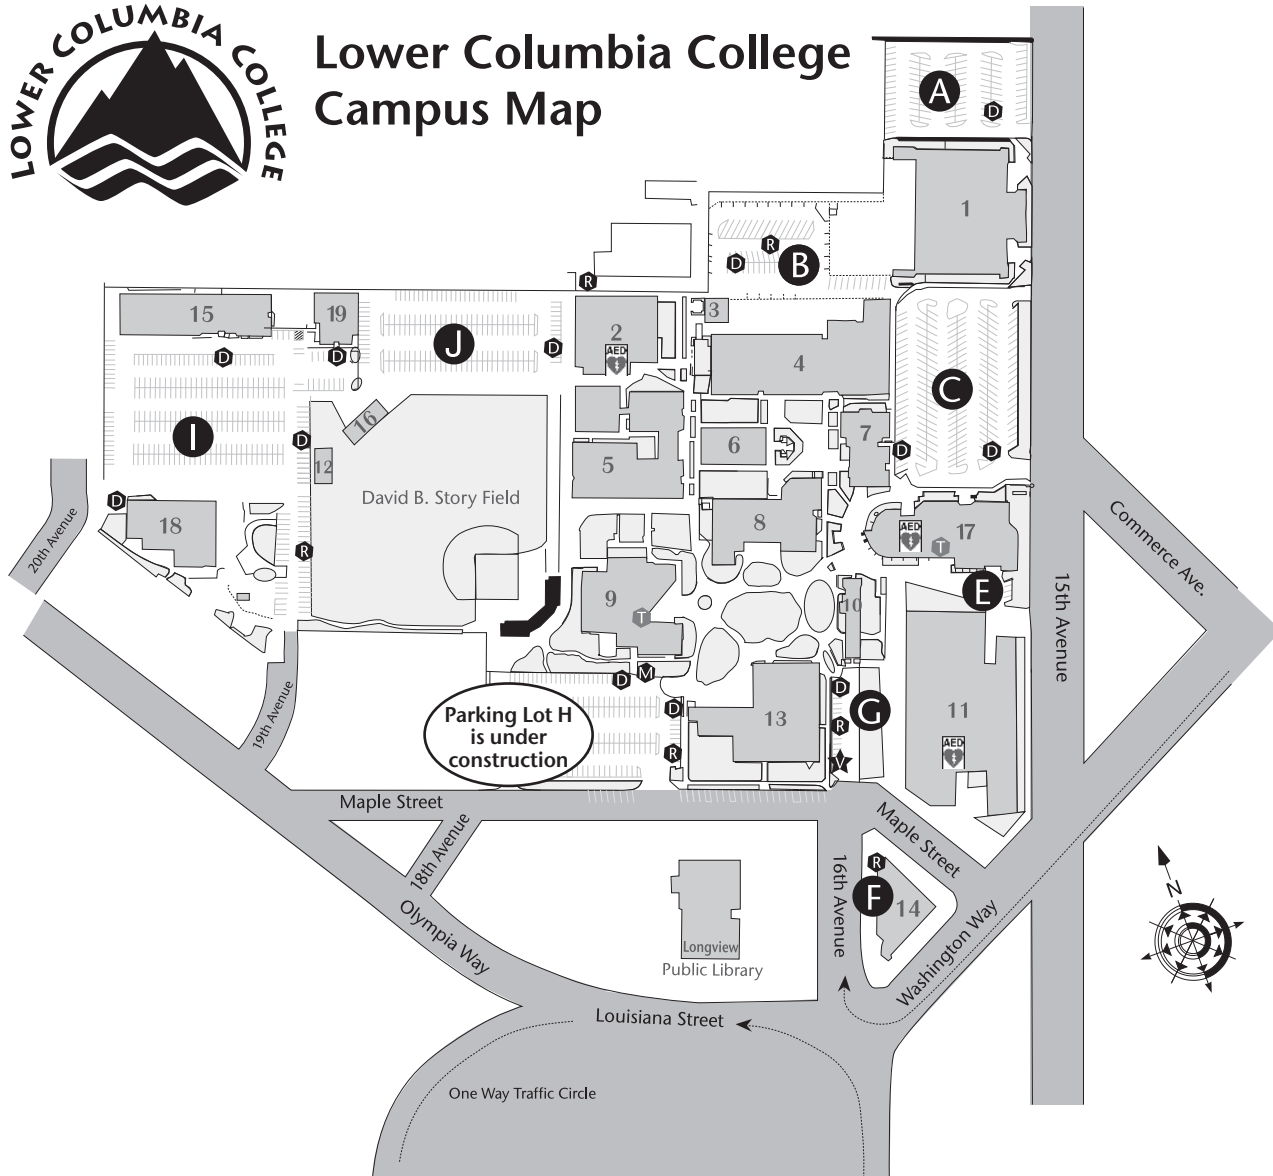 LOWER COLUMBIA COLLEGE
Lower Columbia College
Campus Map
A
D
1
R
D
B
R
15
19
J
2
AED
3
4
D
D
D
C
I
D
16
12
5
6
7
D
D
David B. Story Field
D
18
R
8
AED
17
T
20th Avenue
9
T
10
E
15th Avenue
Commerce Ave.
19th Avenue
D
M
D
R
Parking Lot H
is under
construction
13
D
R
V
G
11
AED
Maple Street
18th Avenue
Maple Street
16th Avenue
R
F
14
Olympia Way
Longview
Public Library
Washington Way
N
Louisiana Street
One Way Traffic Circle